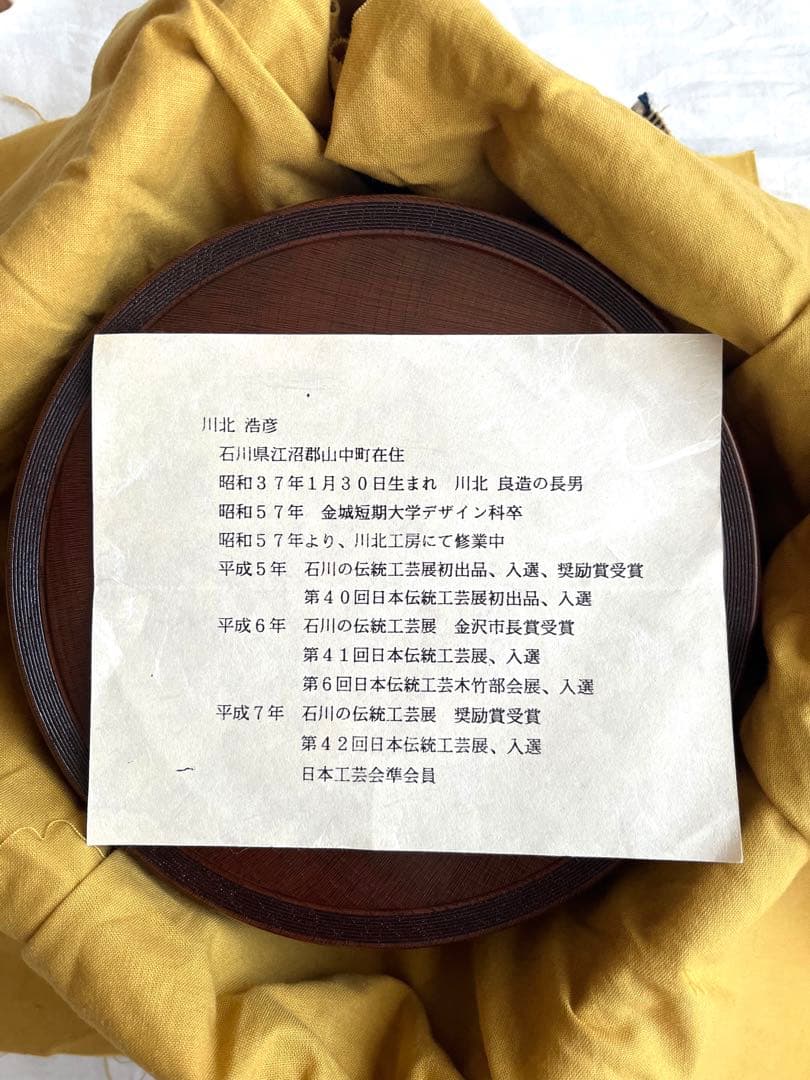 川北 浩彦
石川県江沼郡山中町在住
昭和３７年１月３０日生まれ　川北 良造の長男
昭和５７年　金城短期大学デザイン科卒
昭和５７年より、川北工房にて修業中
平成５年　石川の伝統工芸展初出品、入選、奨励賞受賞
第４０回日本伝統工芸展初出品、入選
平成６年　石川の伝統工芸展　金沢市長賞受賞
第４１回日本伝統工芸展、入選
第６回日本伝統工芸木竹部会展、入選
平成７年　石川の伝統工芸展　奨励賞受賞
第４２回日本伝統工芸展、入選
日本工芸会準会員